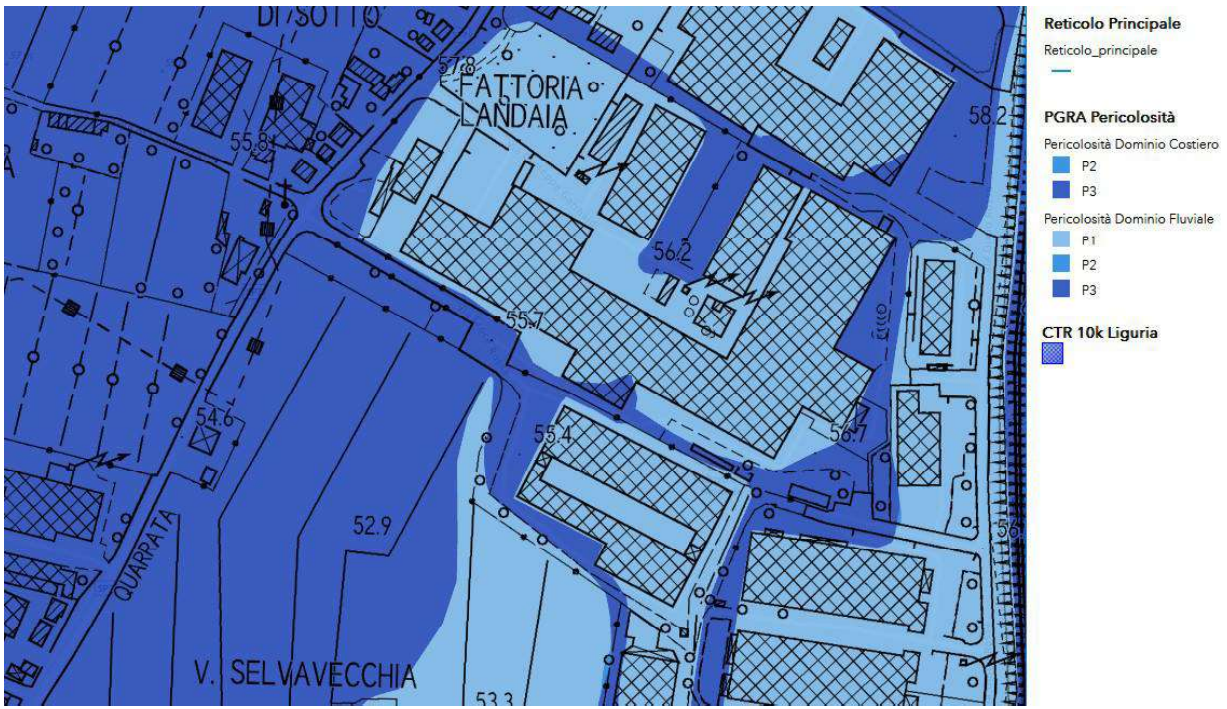 DI SOTTO
57.8
FATTORIA
LANDAIA
58.2
55.8
56.2
55.7
54.6
55.4
56.7
52.9
56
QUARRATA
V. SELVAVECCHIA
53.3
Reticolo Principale
Reticolo_principale
PGRA Pericolosità
Pericolosità Dominio Costiero
P2
P3
Pericolosità Dominio Fluviale
P1
P2
P3
CTR 10k Liguria